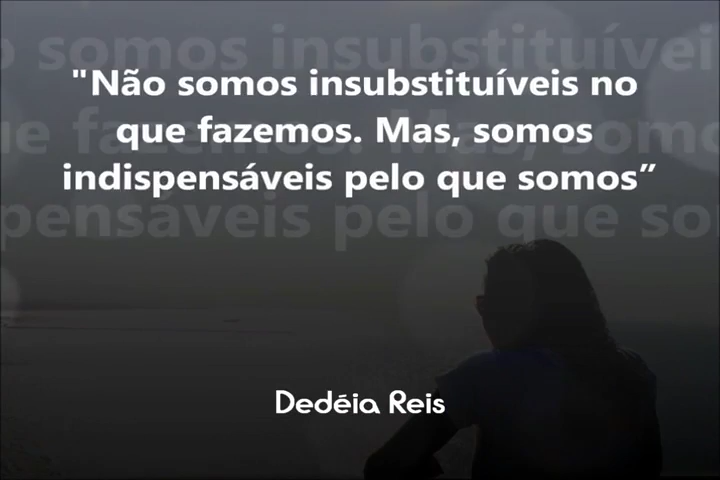 "Não somos insubstituíveis no
que fazemos. Mas, somos
indispensáveis pelo que somos”
Dedéia Reis